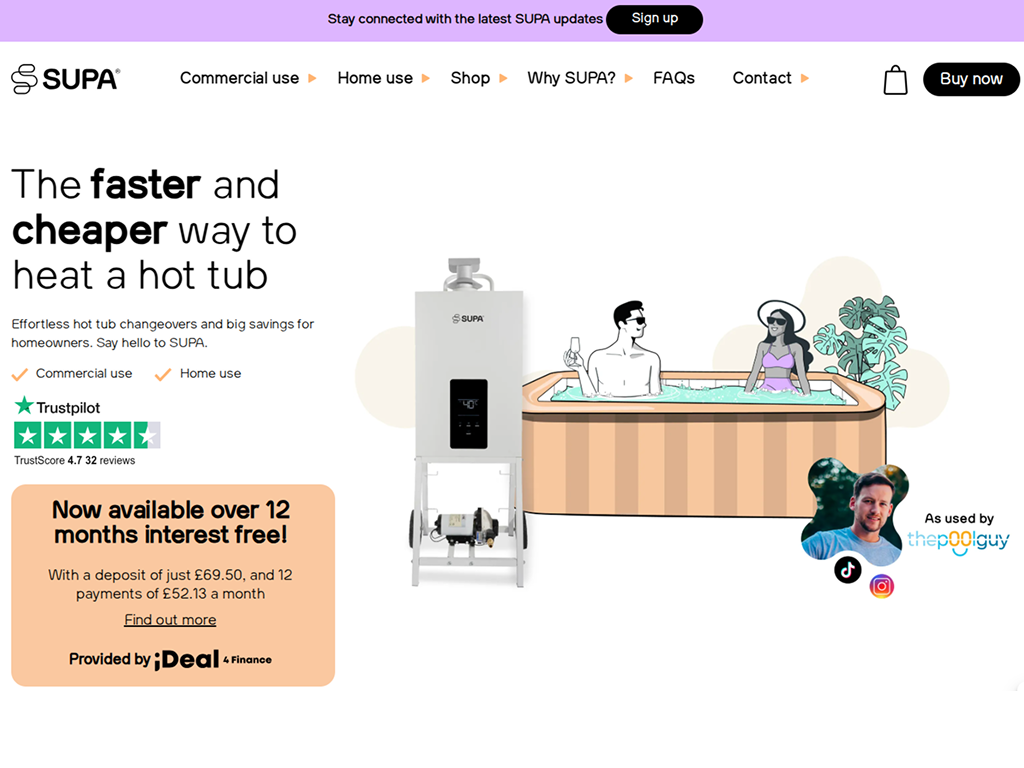 Stay connected with the latest SUPA updates Sign up
SUPA®
Commercial use
Home use
Shop
Why SUPA?
FAQs
Contact
Buy now
The faster and
cheaper way to
heat a hot tub
Effortless hot tub changeovers and big savings for
homeowners. Say hello to SUPA.
Commercial use
Home use
Trustpilot
TrustScore 4.7 32 reviews
Now available over 12
months interest free!
With a deposit of just £69.50, and 12
payments of £52.13 a month
Find out more
Provided by iDeal 4 Finance
SUPA
40°
As used by
thepoolguy